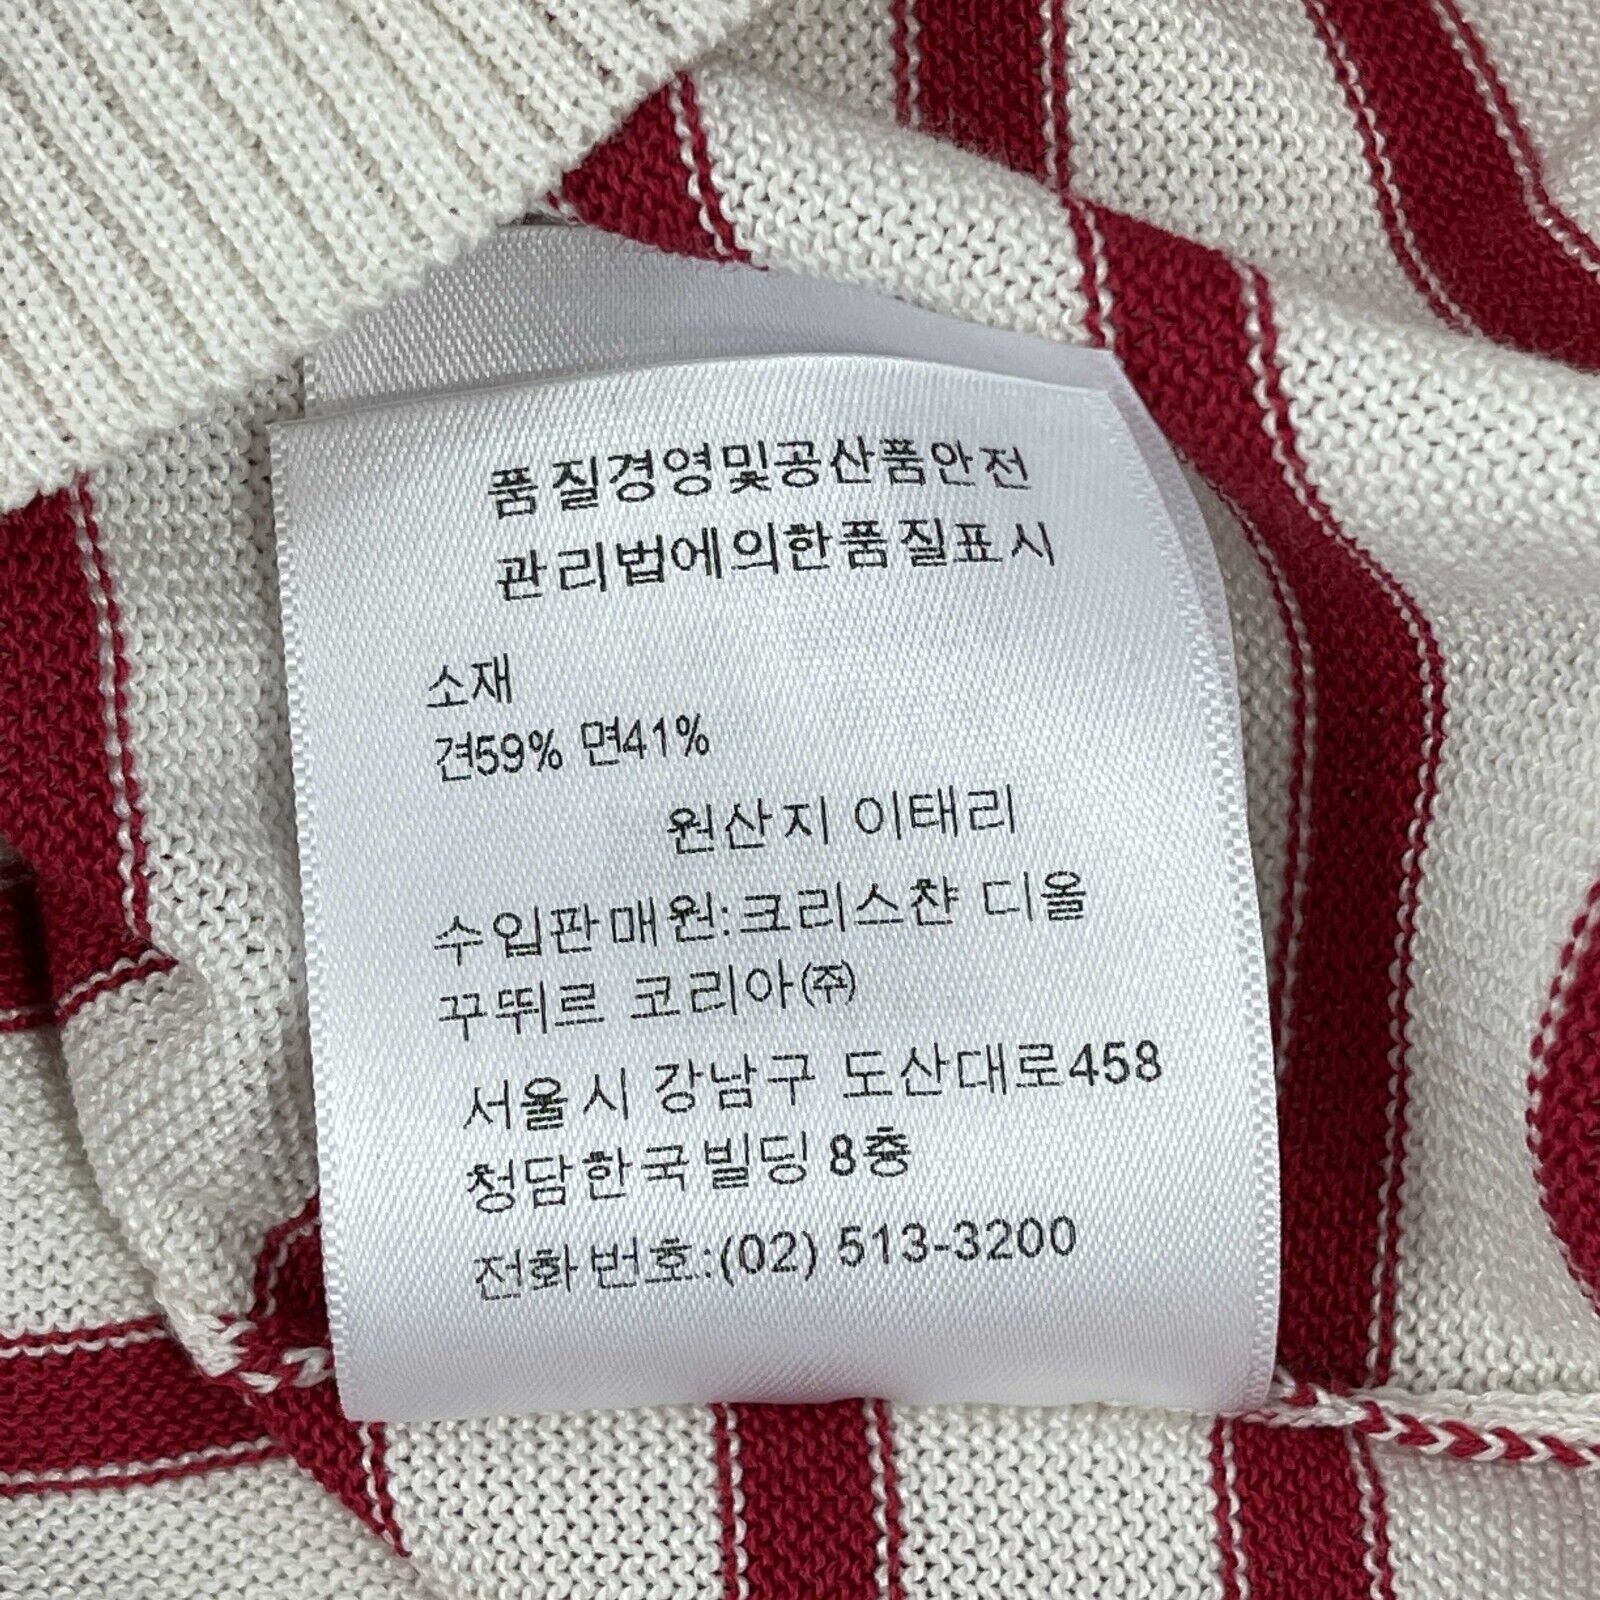 품질경영및공산품안전
관리법에의한품질표시
소재
견59% 면41%
원산지 이태리
수입판매원:크리스챤 디올
꾸뛰르 코리아㈜
서울시 강남구 도산대로458
청담한국빌딩 8층
전화번호:(02) 513-3200